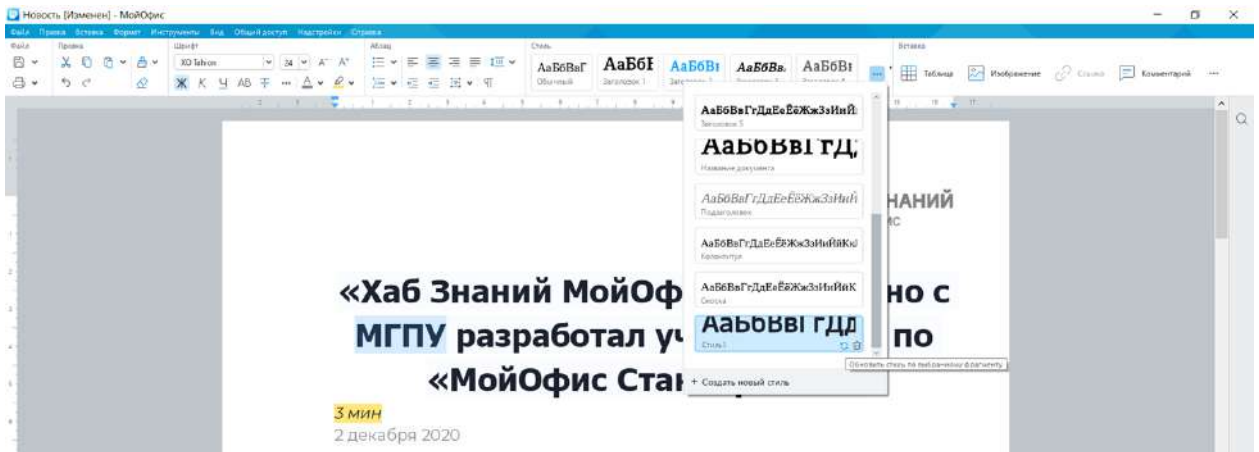 Новость [Изменен] - МойОфис
Файл Правка Вставка Формат Инструменты Вид Общий доступ Надстройки Справка
Файл Правка Шрифт Абзац Стиль Вставка
XO Tahion 24 A⁻ A⁺
АаБбВвГ АаБбЕ АаБбВı АаБбВв. АаБбВı
Обычный Заголовок 1
Таблица Изображение Ссылка Комментарий
Ж К Ч АВ
АаБбВвГгДдЕеЁёЖжЗзИиЙ
Заголовок 5
АаБбВвГгД
Название документа
АаБбВвГгДдЕеЁёЖжЗзИиЙ
Подзаголовок
АаБбВвГгДдЕеЁёЖжЗзИиЙйКк
Колонтитул
АаБбВвГгДдЕеЁёЖжЗзИиЙйК
Сноска
АаБбВвГгДд
Стиль1
Обновить стиль по выбранному фрагменту
+ Создать новый стиль
НАНИЙ
«Хаб Знаний МойОф но с
МГПУ разработал уч по
«МойОфис Ста
3 мин
2 декабря 2020